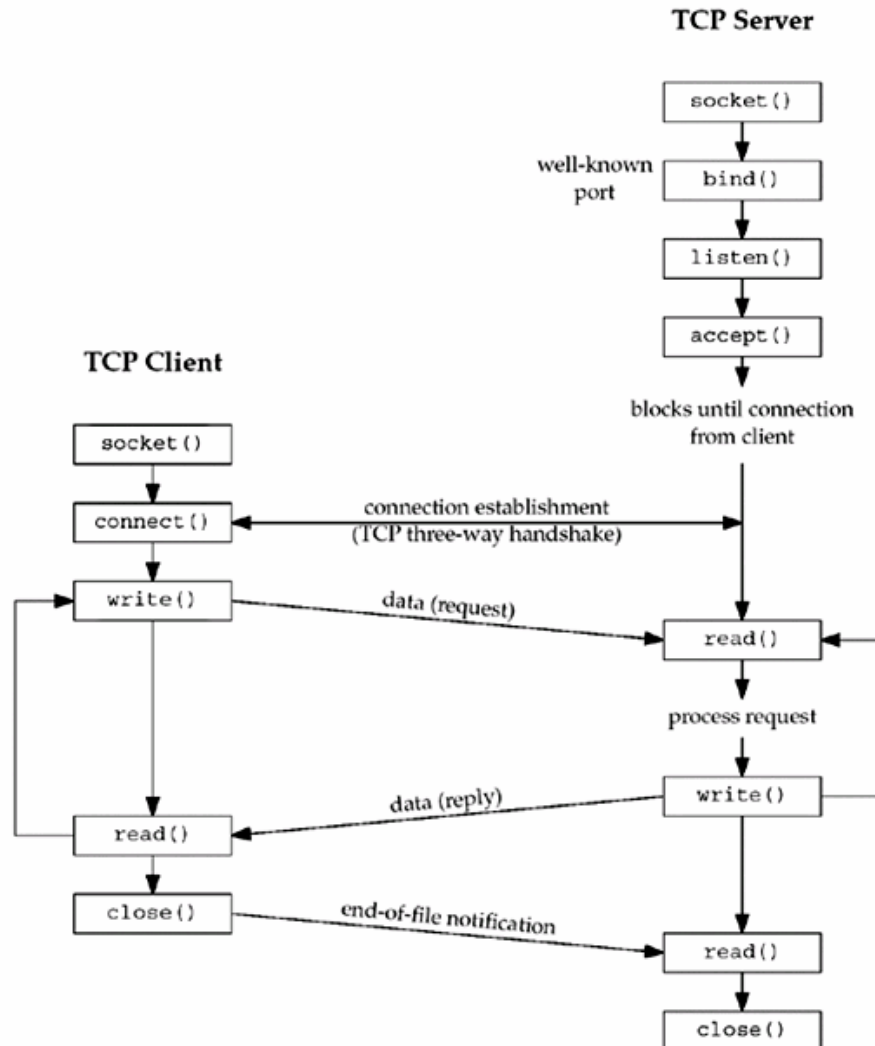 TCP Server
socket()
well-known
port
bind()
listen()
accept()
TCP Client
blocks until connection
from client
socket()
connection establishment
(TCP three-way handshake)
connect()
write()
data (request)
read()
process request
data (reply)
write()
read()
close()
end-of-file notification
read()
close()